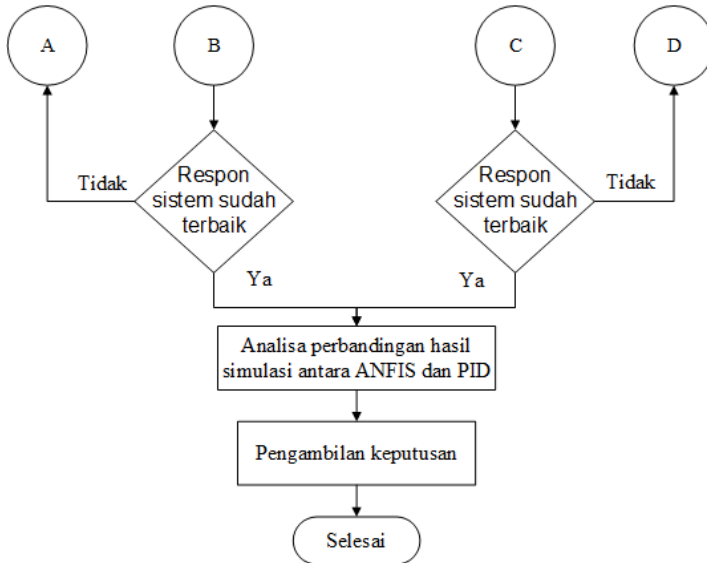 A
B
C
D
Tidak
Respon
sistem sudah
terbaik
Respon
sistem sudah
terbaik
Tidak
Ya
Ya
Analisa perbandingan hasil
simulasi antara ANFIS dan PID
Pengambilan keputusan
Selesai